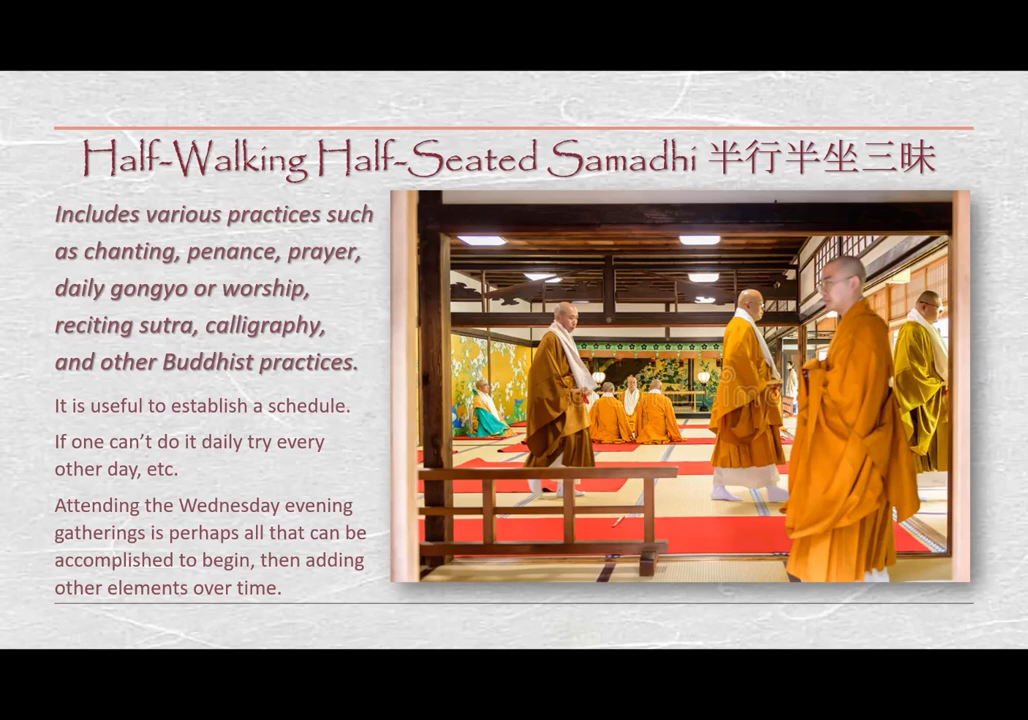 Half-Walking Half-Seated Samadhi 半行半坐三昧
Includes various practices such
as chanting, penance, prayer,
daily gongyo or worship,
reciting sutra, calligraphy,
and other Buddhist practices.
It is useful to establish a schedule.
If one can’t do it daily try every
other day, etc.
Attending the Wednesday evening
gatherings is perhaps all that can be
accomplished to begin, then adding
other elements over time.